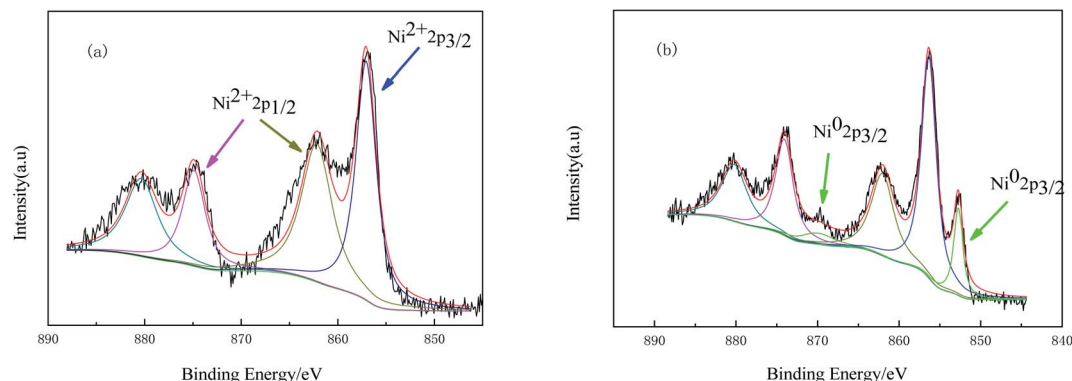 (a)
Ni2+2p3/2
Ni2+2p1/2
Intensity(a.u)
890 880 870 860 850
Binding Energy/eV
(b)
Ni02p3/2
Ni02p3/2
Intensity(a.u)
890 880 870 860 850 840
Binding Energy/eV